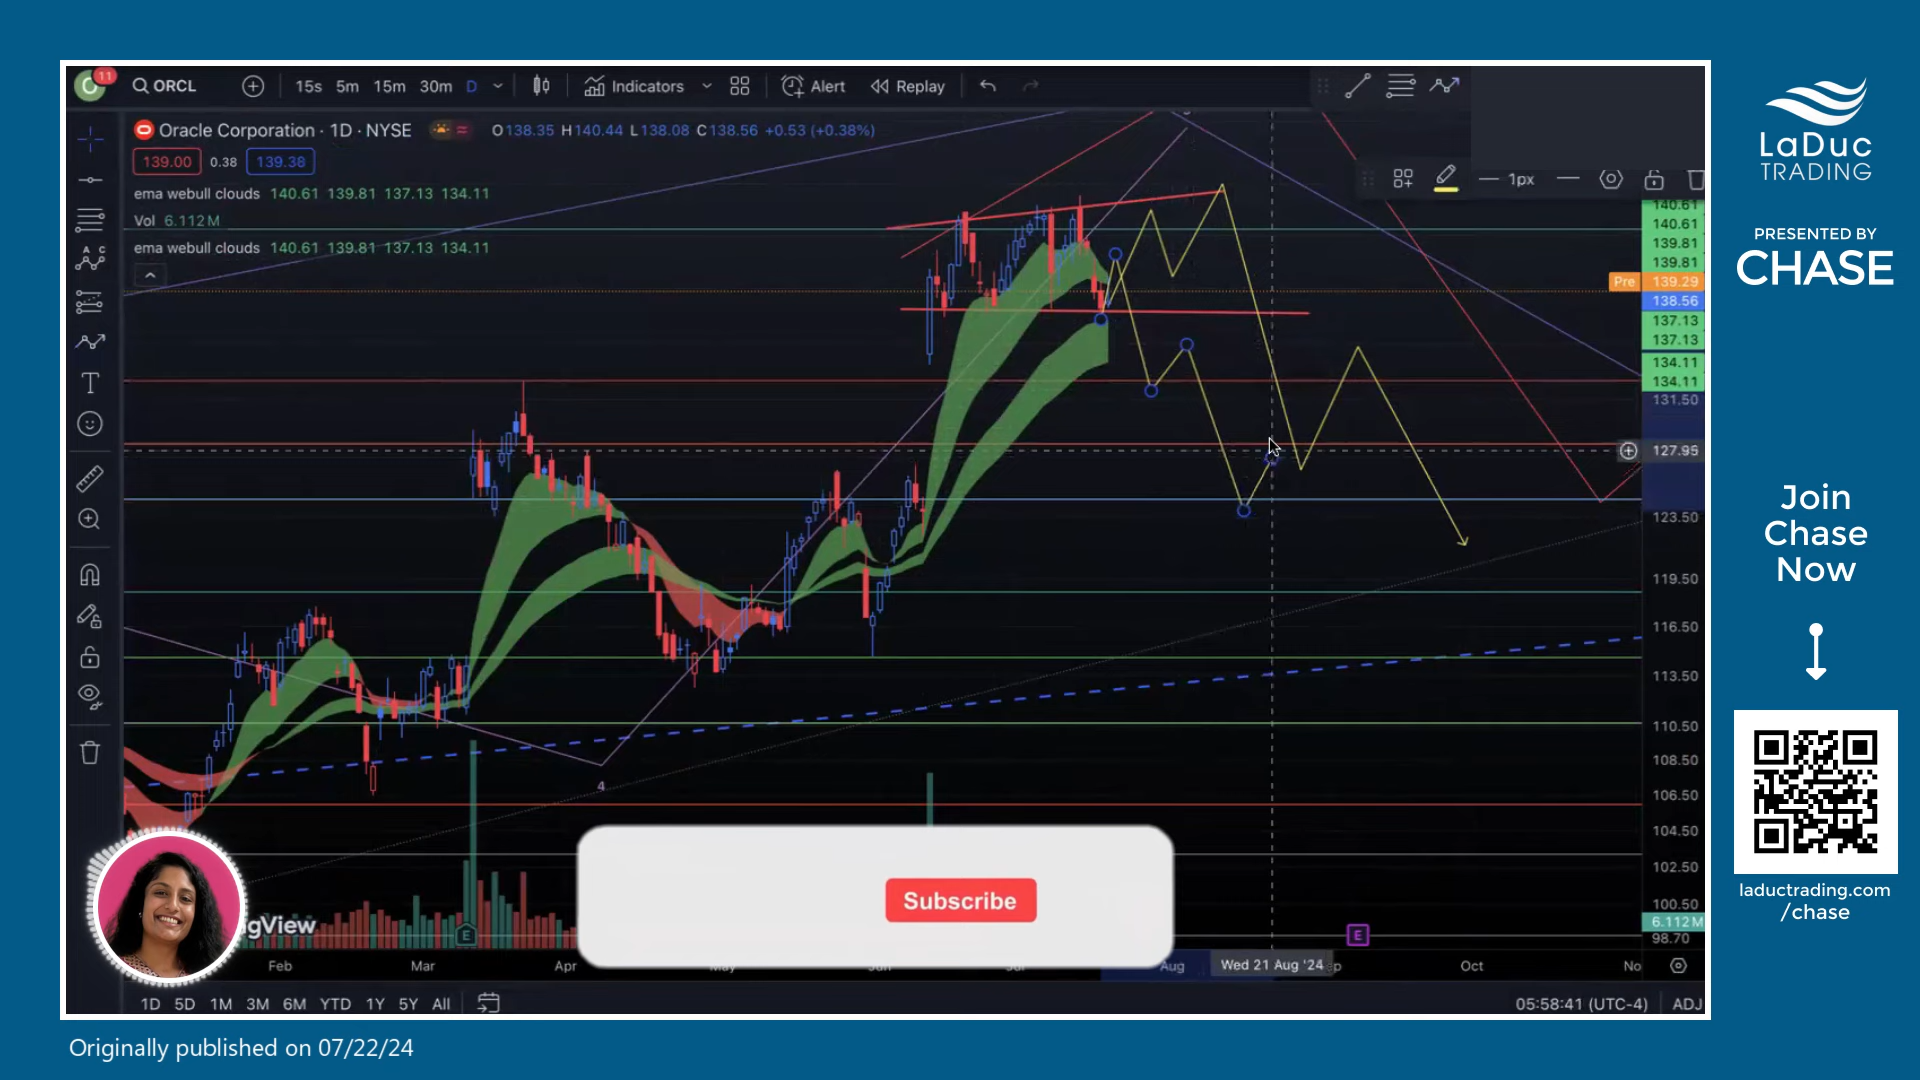 11
ORCL
15s 5m 15m 30m D
Indicators
Alert
Replay
Oracle Corporation · 1D · NYSE
O138.35 H140.44 L138.08 C138.56 +0.53 (+0.38%)
139.00 0.38 139.38
ema webull clouds 140.61 139.81 137.13 134.11
Vol 6.112M
ema webull clouds 140.61 139.81 137.13 134.11
1px
140.61
140.61
139.81
139.81
Pre 139.29
138.56
137.13
137.13
134.11
134.11
131.50
127.95
123.50
119.50
116.50
113.50
110.50
108.50
106.50
104.50
102.50
100.50
6.112M
98.70
4
E
E
gView
Subscribe
Feb Mar Apr May Aug Wed 21 Aug '24 Oct No
1D 5D 1M 3M 6M YTD 1Y 5Y All
05:58:41 (UTC-4) ADJ
LaDuc
TRADING
PRESENTED BY
CHASE
Join
Chase
Now
laductrading.com
/chase
Originally published on 07/22/24